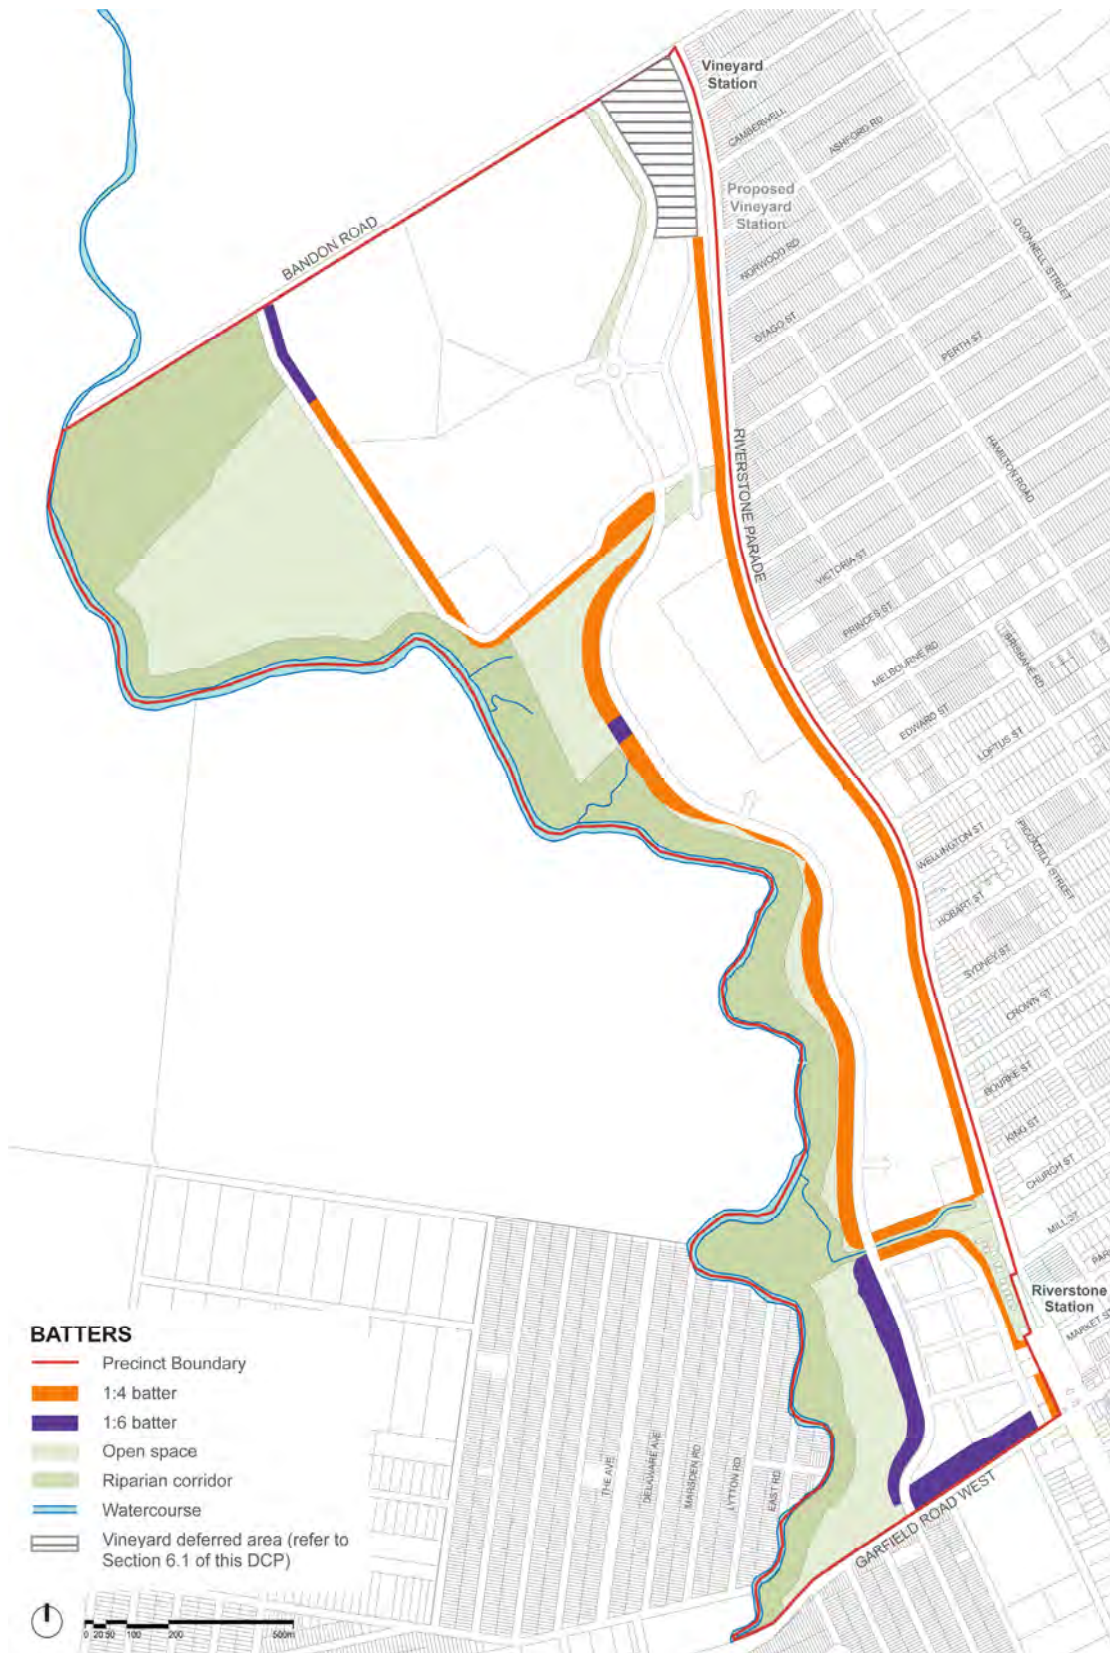 Vineyard
Station
CAMBERWELL
ASHFORD RD
Proposed
Vineyard
Station
O'CONNELL STREET
BANDON ROAD
NORWOOD RD
OTAGO ST
PERTH ST
RIVERSTONE PARADE
HAMILTON ROAD
VICTORIA ST
PRINCES ST
MELBOURNE RD
BRISBANE RD
EDWARD ST
LOFTUS ST
WELLINGTON ST
PICCADILLY STREET
HOBART ST
SYDNEY ST
CROWN ST
BOURKE ST
KING ST
CHURCH ST
MILL ST
PAR
Riverstone
Station
MARKET S
THE AVE
DELAWARE AVE
MARSDEN RD
LYTTON RD
EAST RD
GARFIELD ROAD WEST
BATTERS
Precinct Boundary
1:4 batter
1:6 batter
Open space
Riparian corridor
Watercourse
Vineyard deferred area (refer to
Section 6.1 of this DCP)
0 20 50 100 200 500m